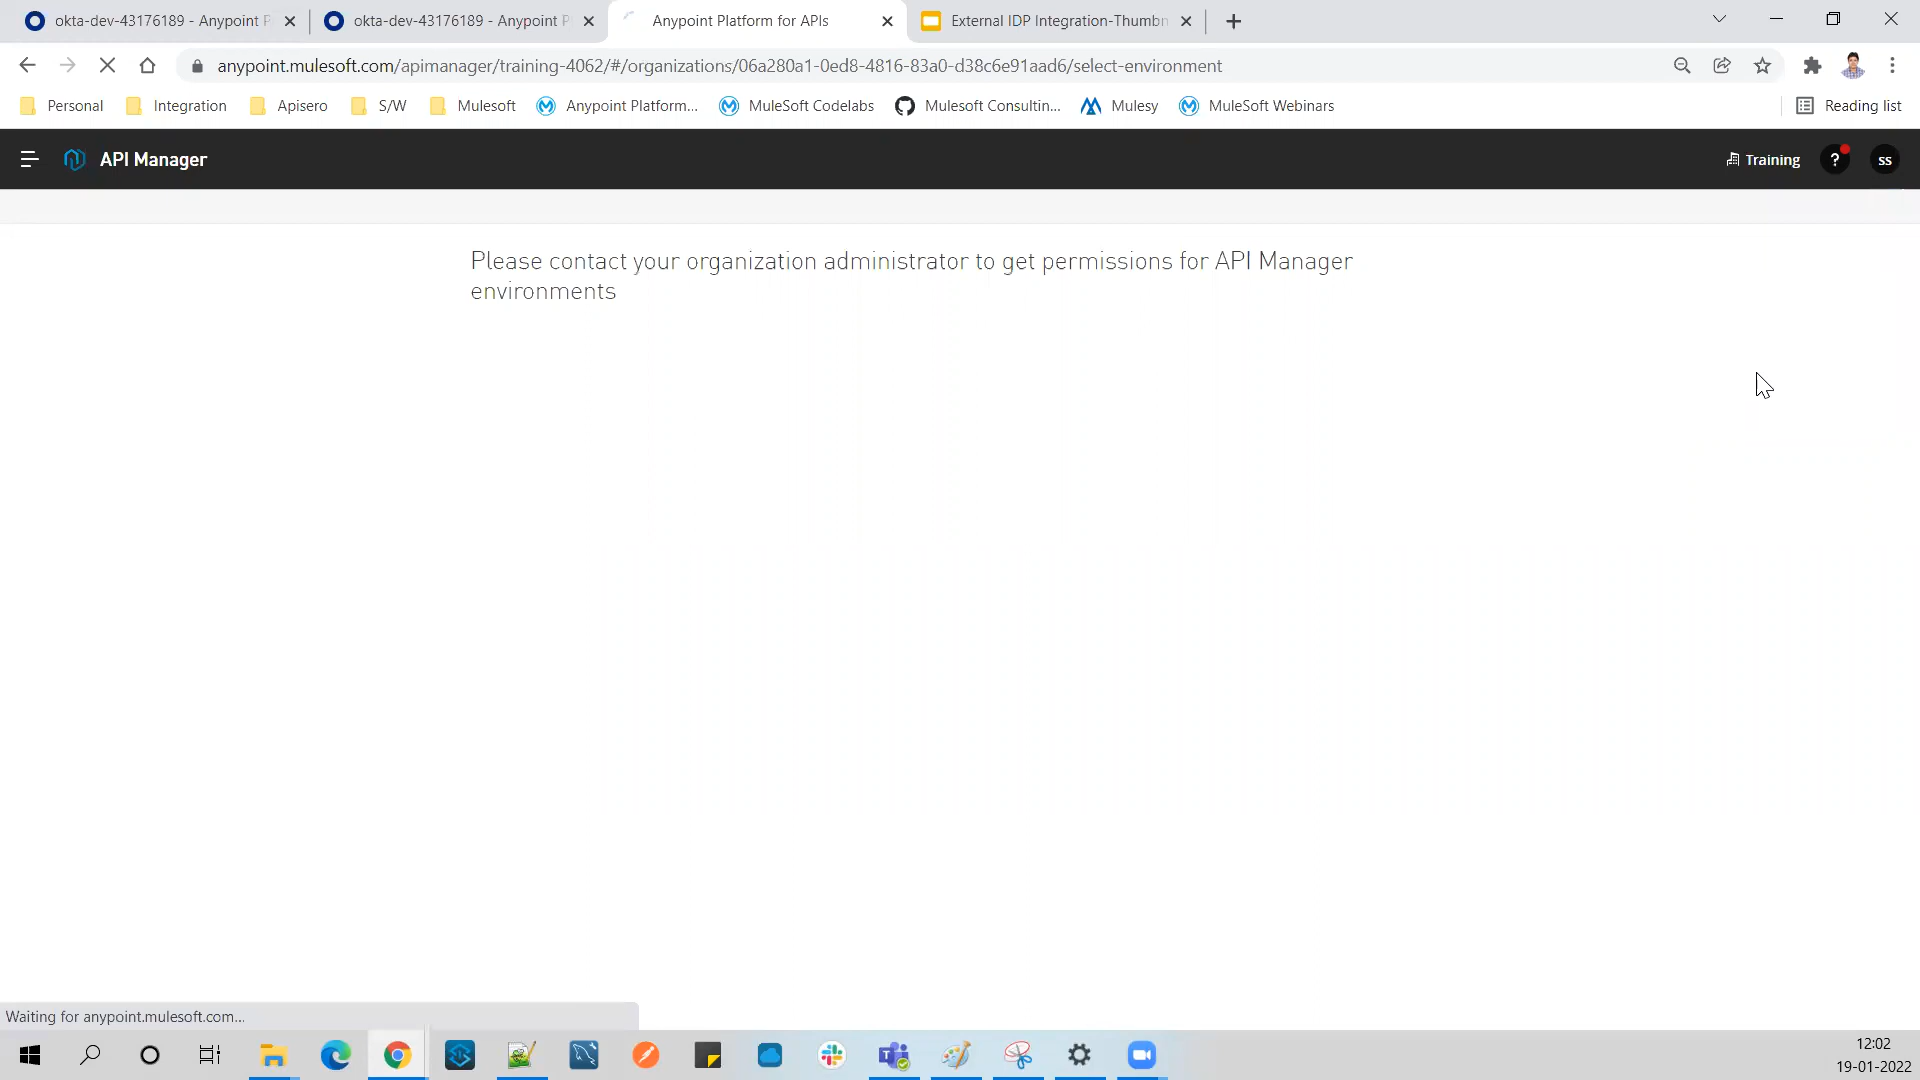 okta-dev-43176189 - Anypoint P
okta-dev-43176189 - Anypoint P
Anypoint Platform for APIs
External IDP Integration-Thumbn
anypoint.mulesoft.com/apimanager/training-4062/#/organizations/06a280a1-0ed8-4816-83a0-d38c6e91aad6/select-environment
Personal
Integration
Apisero
S/W
Mulesoft
Anypoint Platform...
MuleSoft Codelabs
Mulesoft Consultin...
Mulesy
MuleSoft Webinars
Reading list
API Manager
Training
?
ss
Please contact your organization administrator to get permissions for API Manager
environments
Waiting for anypoint.mulesoft.com...
12:02
19-01-2022